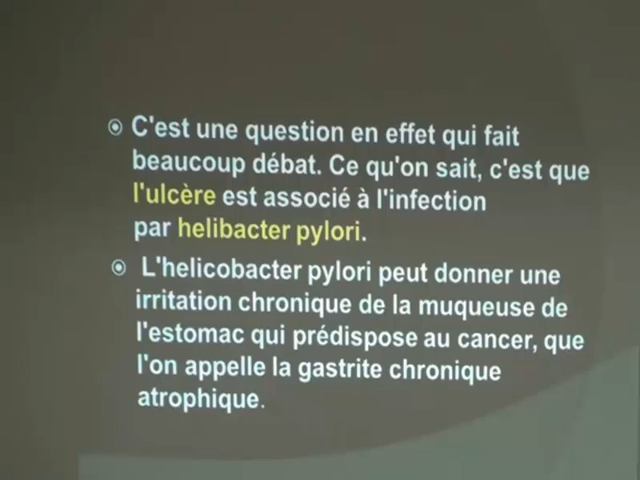 C'est une question en effet qui fait
beaucoup débat. Ce qu'on sait, c'est que
l'ulcère est associé à l'infection
par helibacter pylori.
L'helicobacter pylori peut donner une
irritation chronique de la muqueuse de
l'estomac qui prédispose au cancer, que
l'on appelle la gastrite chronique
atrophique.